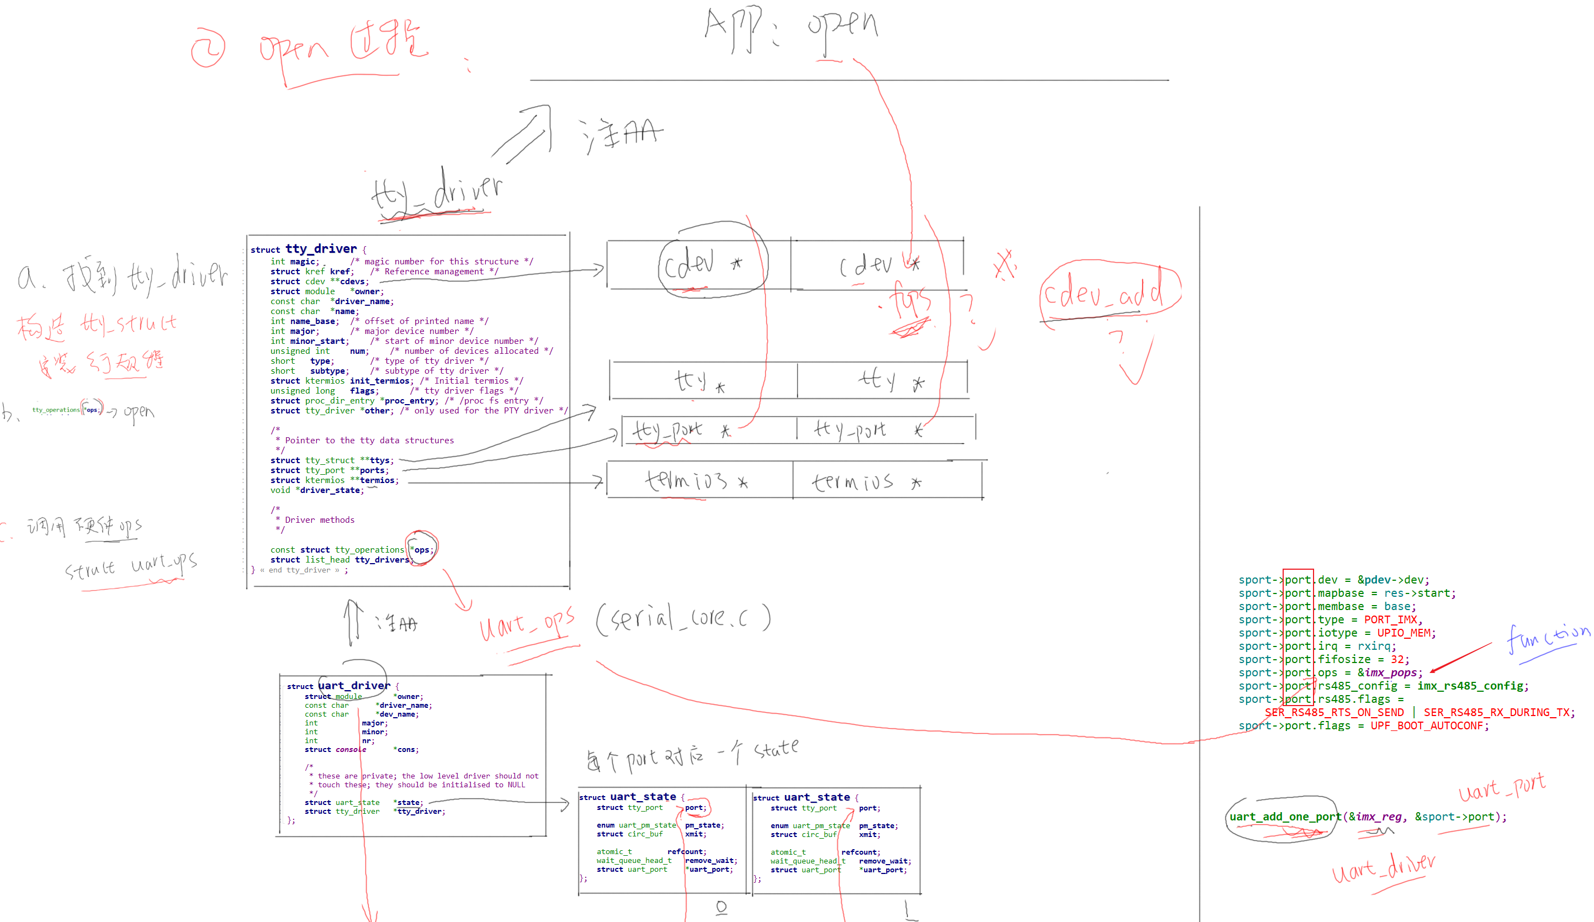 ② open 过程 :
App: open
注册
tty_driver
a. 找到 tty_driver
构造 tty_struct
安装 行规程
b. tty_operations *ops; → open
c. 调用 硬件 ops
struct uart_ops
struct tty_driver {
int magic; /* magic number for this structure */
struct kref kref; /* Reference management */
struct cdev **cdevs;
struct module *owner;
const char *driver_name;
const char *name;
int name_base; /* offset of printed name */
int major; /* major device number */
int minor_start; /* start of minor device number */
unsigned int num; /* number of devices allocated */
short type; /* type of tty driver */
short subtype; /* subtype of tty driver */
struct ktermios init_termios; /* Initial termios */
unsigned long flags; /* tty driver flags */
struct proc_dir_entry *proc_entry; /* /proc fs entry */
struct tty_driver *other; /* only used for the PTY driver */
/*
* Pointer to the tty data structures
*/
struct tty_struct **ttys;
struct tty_port **ports;
struct ktermios **termios;
void *driver_state;
/*
* Driver methods
*/
const struct tty_operations *ops;
struct list_head tty_drivers;
} « end tty_driver » ;
cdev * cdev *
fops
?
tty * tty *
tty_port * tty_port *
termios * termios *
cdev_add
?
注册
uart_ops (serial_core.c)
struct uart_driver {
struct module *owner;
const char *driver_name;
const char *dev_name;
int major;
int minor;
int nr;
struct console *cons;
/*
* these are private; the low level driver should not
* touch these; they should be initialised to NULL
*/
struct uart_state *state;
struct tty_driver *tty_driver;
};
每个 port 对应 一个 state
struct uart_state {
struct tty_port port;
enum uart_pm_state pm_state;
struct circ_buf xmit;
atomic_t refcount;
wait_queue_head_t remove_wait;
struct uart_port *uart_port;
};
0
struct uart_state {
struct tty_port port;
enum uart_pm_state pm_state;
struct circ_buf xmit;
atomic_t refcount;
wait_queue_head_t remove_wait;
struct uart_port *uart_port;
};
1
sport->port.dev = &pdev->dev;
sport->port.mapbase = res->start;
sport->port.membase = base;
sport->port.type = PORT_IMX,
sport->port.iotype = UPIO_MEM;
sport->port.irq = rxirq;
sport->port.fifosize = 32;
sport->port.ops = &imx_pops;
sport->port.rs485_config = imx_rs485_config;
sport->port.rs485.flags =
SER_RS485_RTS_ON_SEND | SER_RS485_RX_DURING_TX;
sport->port.flags = UPF_BOOT_AUTOCONF;
function
uart_port
uart_add_one_port(&imx_reg, &sport->port);
uart_driver